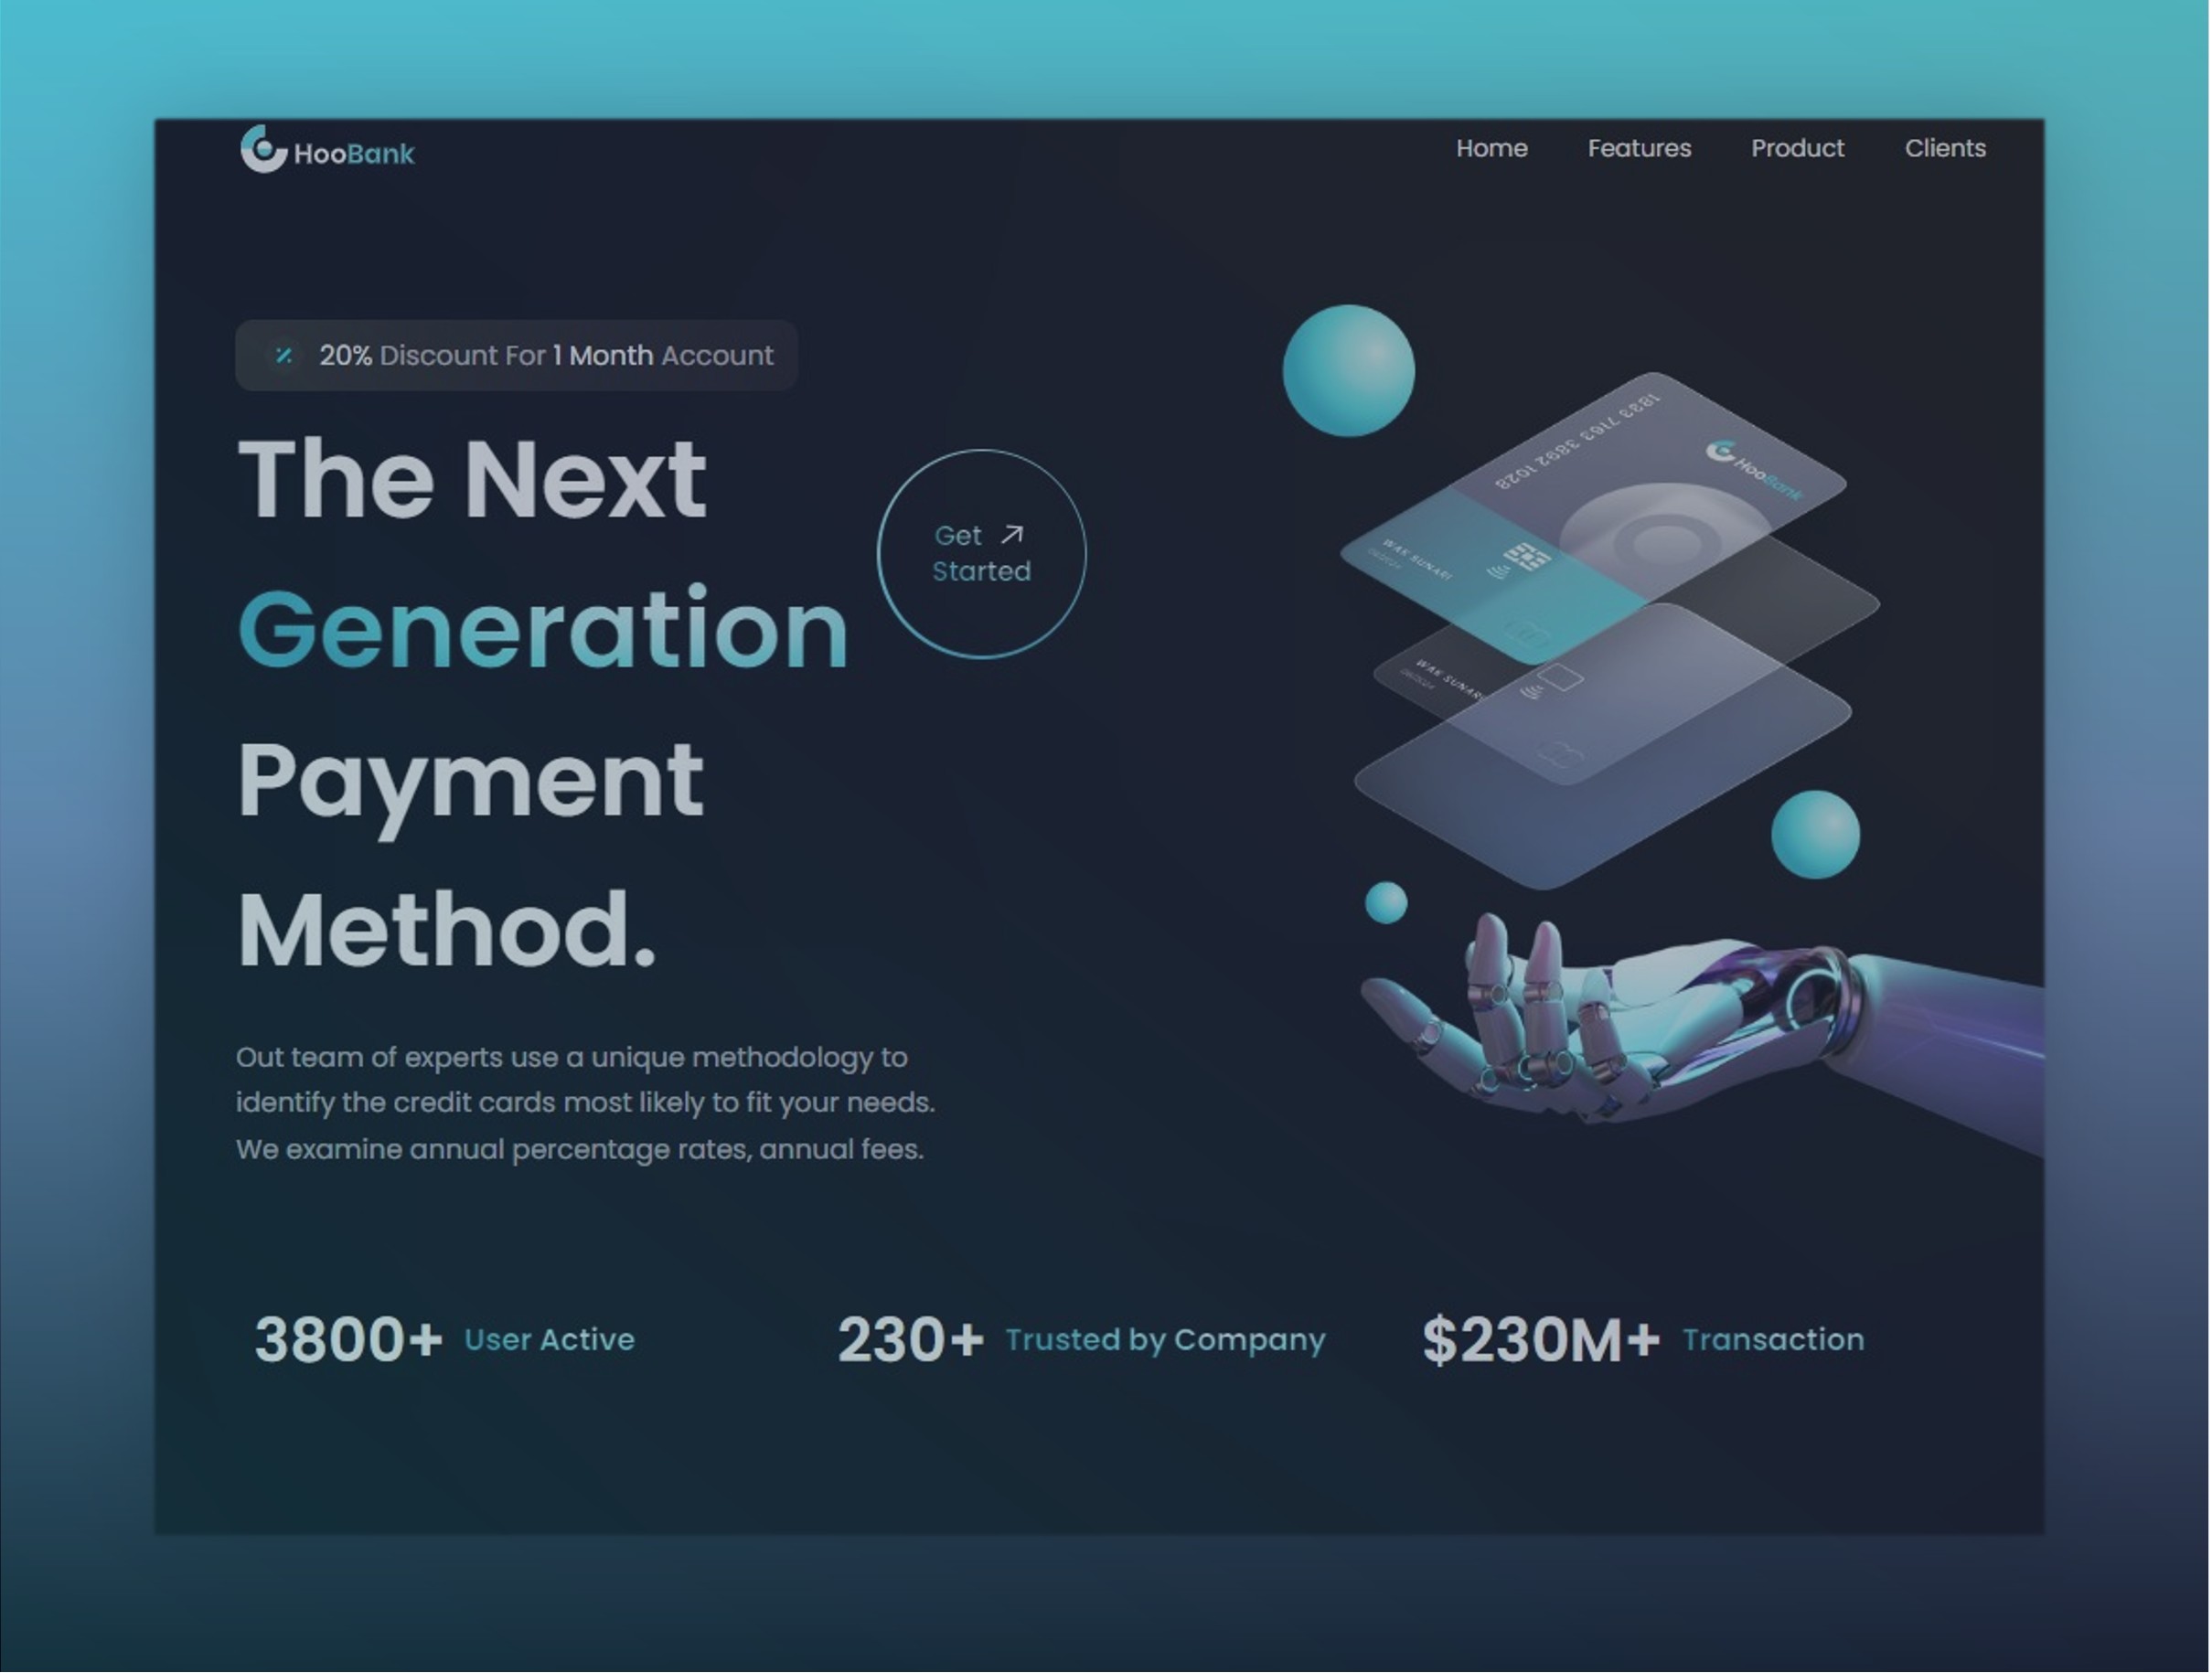 HooBank
Home Features Product Clients
20% Discount For 1 Month Account
The Next
Generation
Payment
Method.
Get
Started
Out team of experts use a unique methodology to
identify the credit cards most likely to fit your needs.
We examine annual percentage rates, annual fees.
1833 7163 3892 1028
HooBank
WAK SUNARI
WAK SUNARI
3800+ User Active
230+ Trusted by Company
$230M+ Transaction